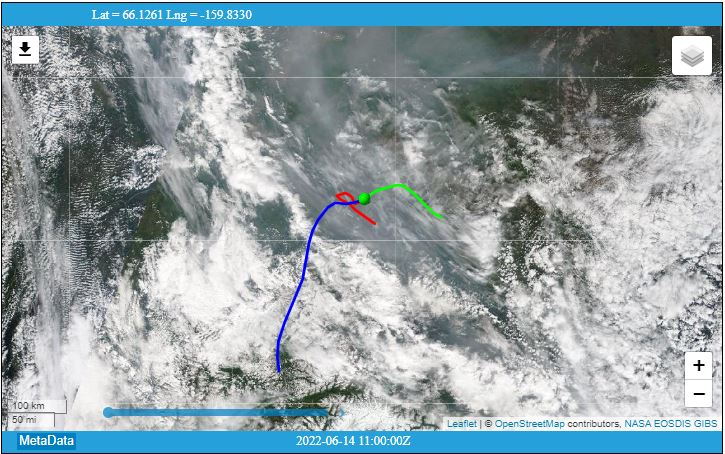 Lat = 66.1261 Lng = -159.8330
+
−
100 km
50 mi
Leaflet | © OpenStreetMap contributors, NASA EOSDIS GIBS
MetaData
2022-06-14 11:00:00Z